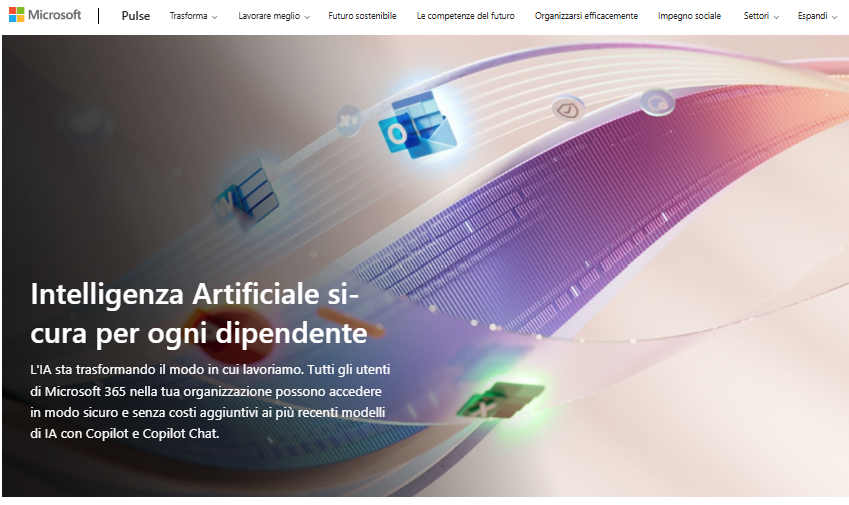 Microsoft
Pulse
Trasforma
Lavorare meglio
Futuro sostenibile
Le competenze del futuro
Organizzarsi efficacemente
Impegno sociale
Settori
Espandi
Intelligenza Artificiale si-
cura per ogni dipendente
L'IA sta trasformando il modo in cui lavoriamo. Tutti gli utenti
di Microsoft 365 nella tua organizzazione possono accedere
in modo sicuro e senza costi aggiuntivi ai più recenti modelli
di IA con Copilot e Copilot Chat.